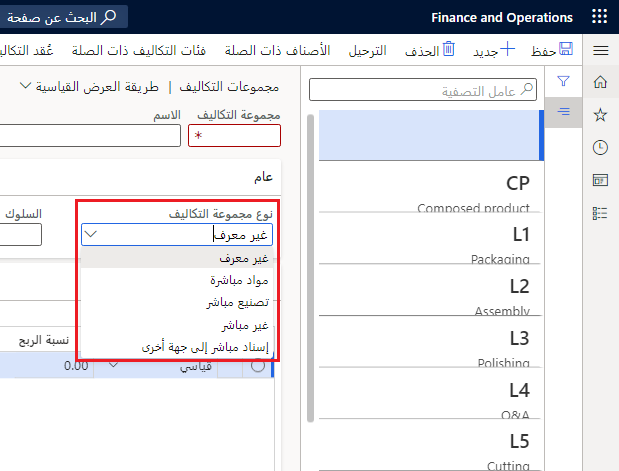 Finance and Operations
البحث عن صفحة
حفظ
جديد
الحذف
الترحيل
الأصناف ذات الصلة
فئات التكاليف ذات الصلة
عُقد التكالي
عامل التصفية
CP
Composed product
L1
Packaging
L2
Assembly
L3
Polishing
L4
Q&A
L5
Cutting
مجموعات التكاليف | طريقة العرض القياسية
مجموعة التكاليف
الاسم
*
عام
نوع مجموعة التكاليف
السلوك
غير معرف
غير معرف
مواد مباشرة
تصنيع مباشر
غير مباشر
إسناد مباشر إلى جهة أخرى
نسبة الربح
قياسي
0.00